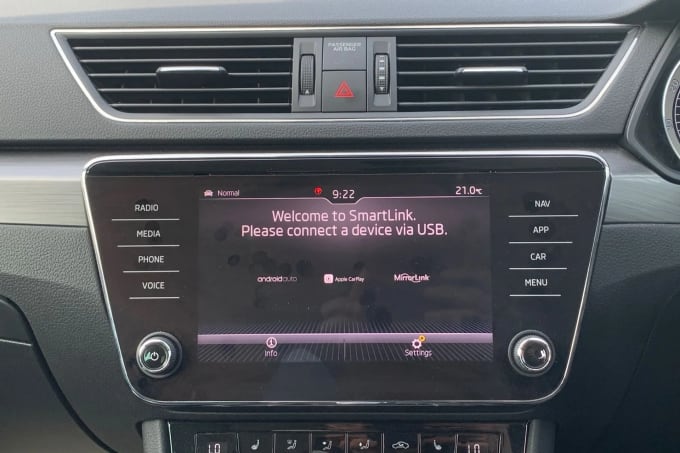 PASSENGER
AIR BAG
Normal
9:22
21.0°C
RADIO
MEDIA
PHONE
VOICE
Welcome to SmartLink.
Please connect a device via USB.
androidauto
Apple CarPlay
MirrorLink
Info
Settings
NAV
APP
CAR
MENU